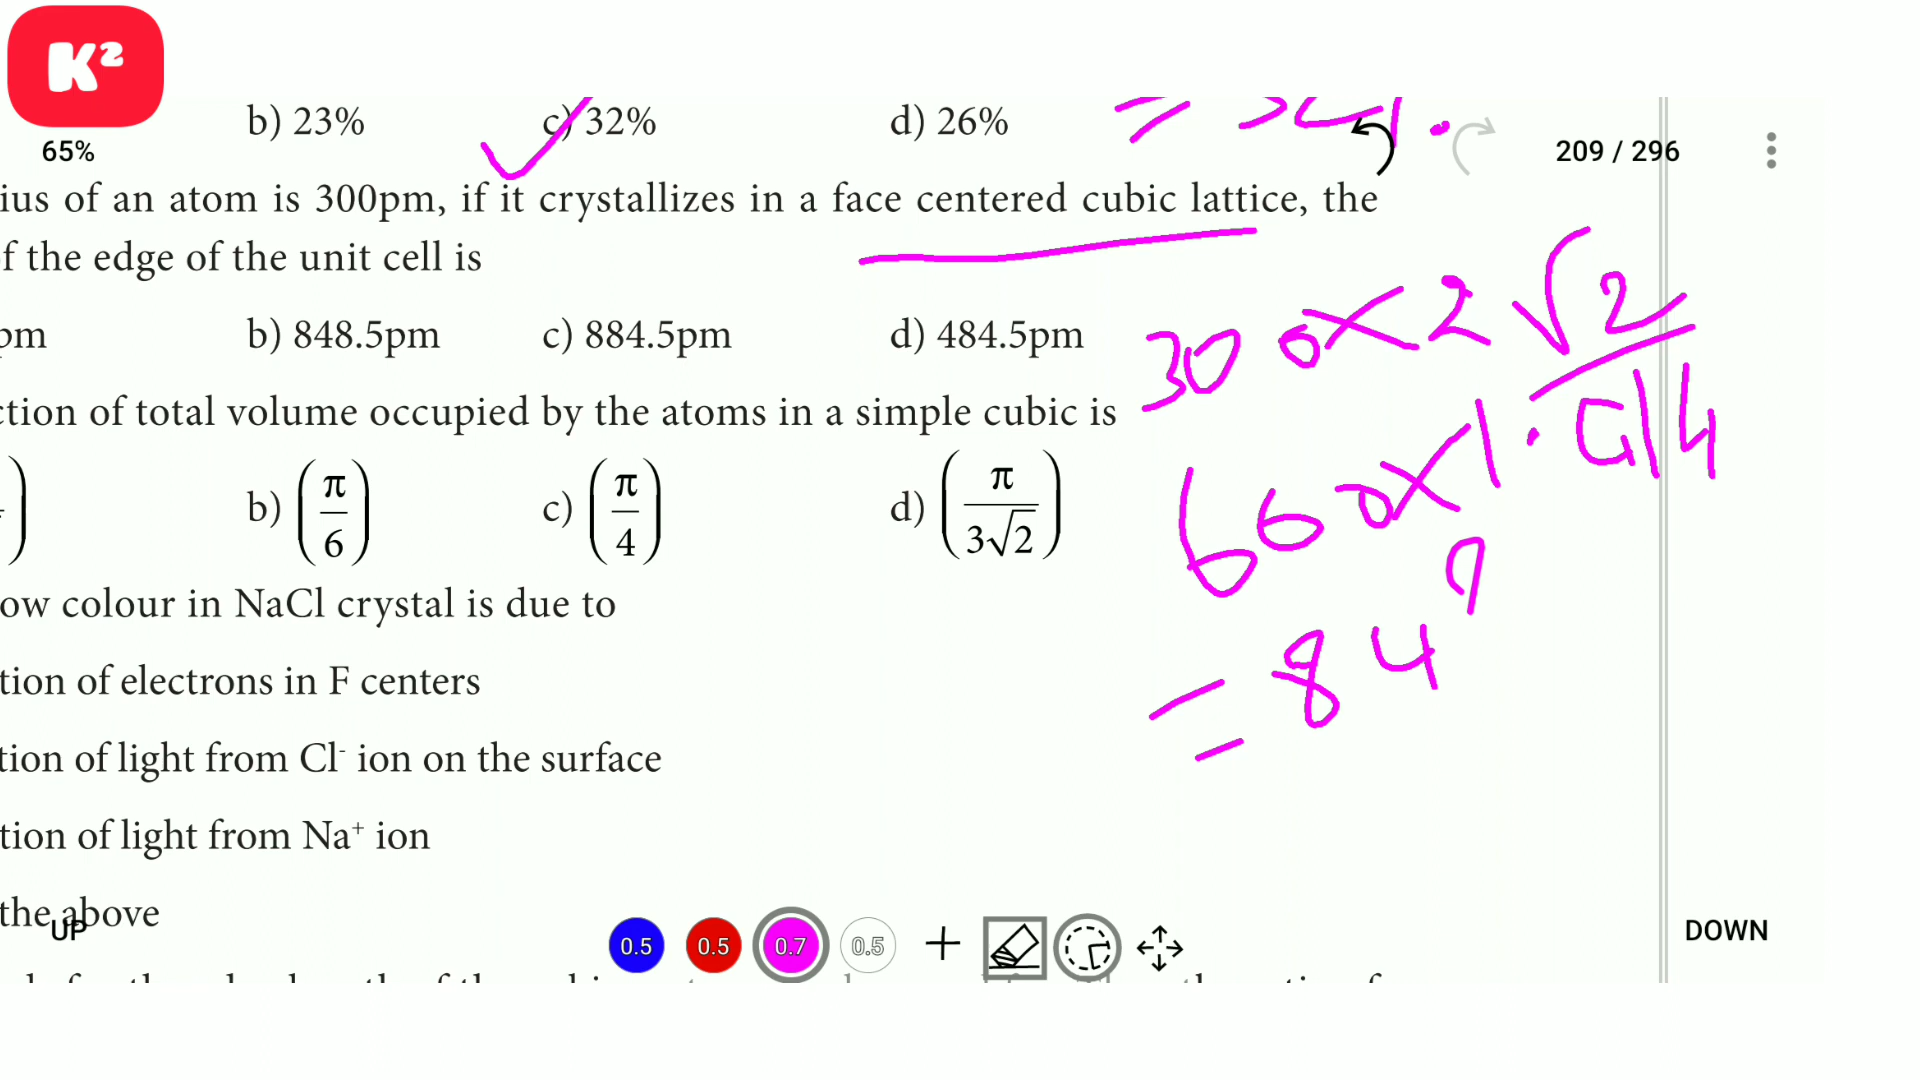 K2
b) 23% c) 32% d) 26%
65%
209 / 296
ius of an atom is 300pm, if it crystallizes in a face centered cubic lattice, the
f the edge of the unit cell is
pm b) 848.5pm c) 884.5pm d) 484.5pm
300×2√2
ction of total volume occupied by the atoms in a simple cubic is
600×1.414
b) (π/6) c) (π/4) d) (π/3√2)
ow colour in NaCl crystal is due to
= 849
tion of electrons in F centers
tion of light from Cl- ion on the surface
tion of light from Na+ ion
the above
UP
0.5 0.5 0.7 0.5
DOWN